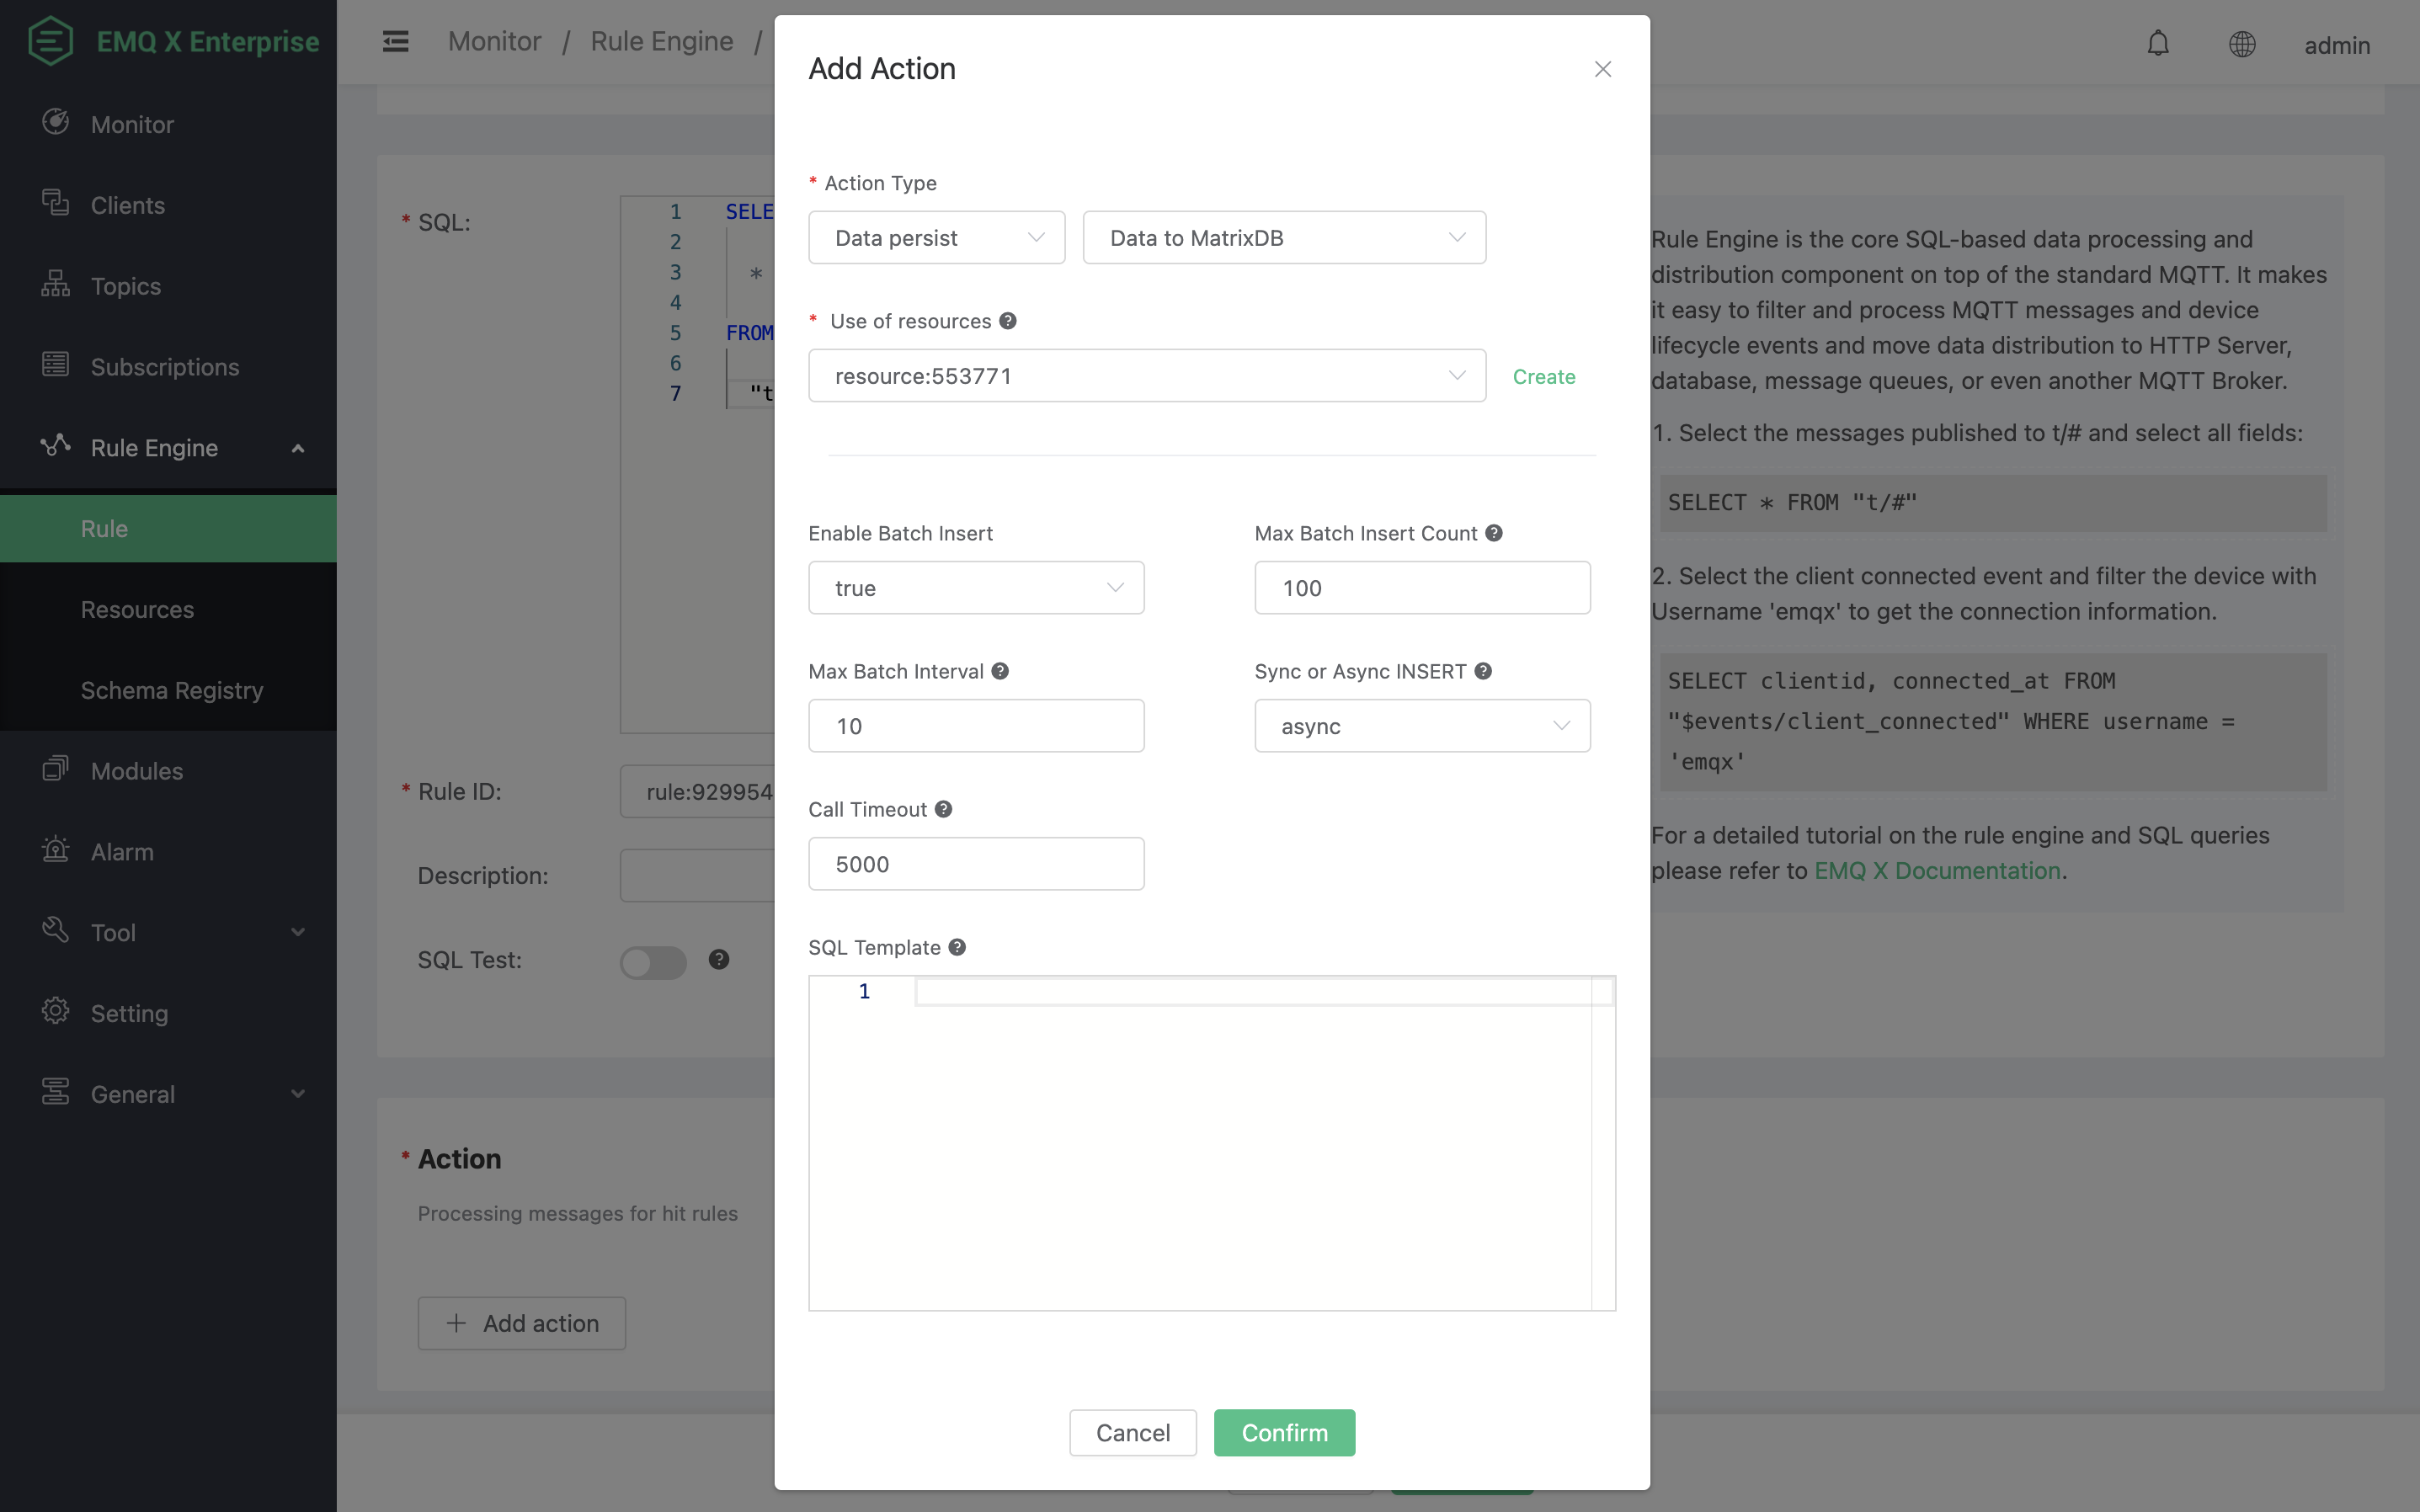 EMQ X Enterprise
Monitor
Clients
Topics
Subscriptions
Rule Engine
Rule
Resources
Schema Registry
Modules
Alarm
Tool
Setting
General
Monitor / Rule Engine /
admin
* SQL:
1 SELE
2
3 *
4
5 FROM
6
7 "t
* Rule ID:
rule:929954
Description:
SQL Test:
* Action
Processing messages for hit rules
+ Add action
Add Action
* Action Type
Data persist
Data to MatrixDB
* Use of resources
resource:553771
Create
Enable Batch Insert
true
Max Batch Insert Count
100
Max Batch Interval
10
Sync or Async INSERT
async
Call Timeout
5000
SQL Template
1
Cancel
Confirm
Rule Engine is the core SQL-based data processing and
distribution component on top of the standard MQTT. It makes
it easy to filter and process MQTT messages and device
lifecycle events and move data distribution to HTTP Server,
database, message queues, or even another MQTT Broker.
1. Select the messages published to t/# and select all fields:
SELECT * FROM "t/#"
2. Select the client connected event and filter the device with
Username 'emqx' to get the connection information.
SELECT clientid, connected_at FROM
"$events/client_connected" WHERE username =
'emqx'
For a detailed tutorial on the rule engine and SQL queries
please refer to EMQ X Documentation.